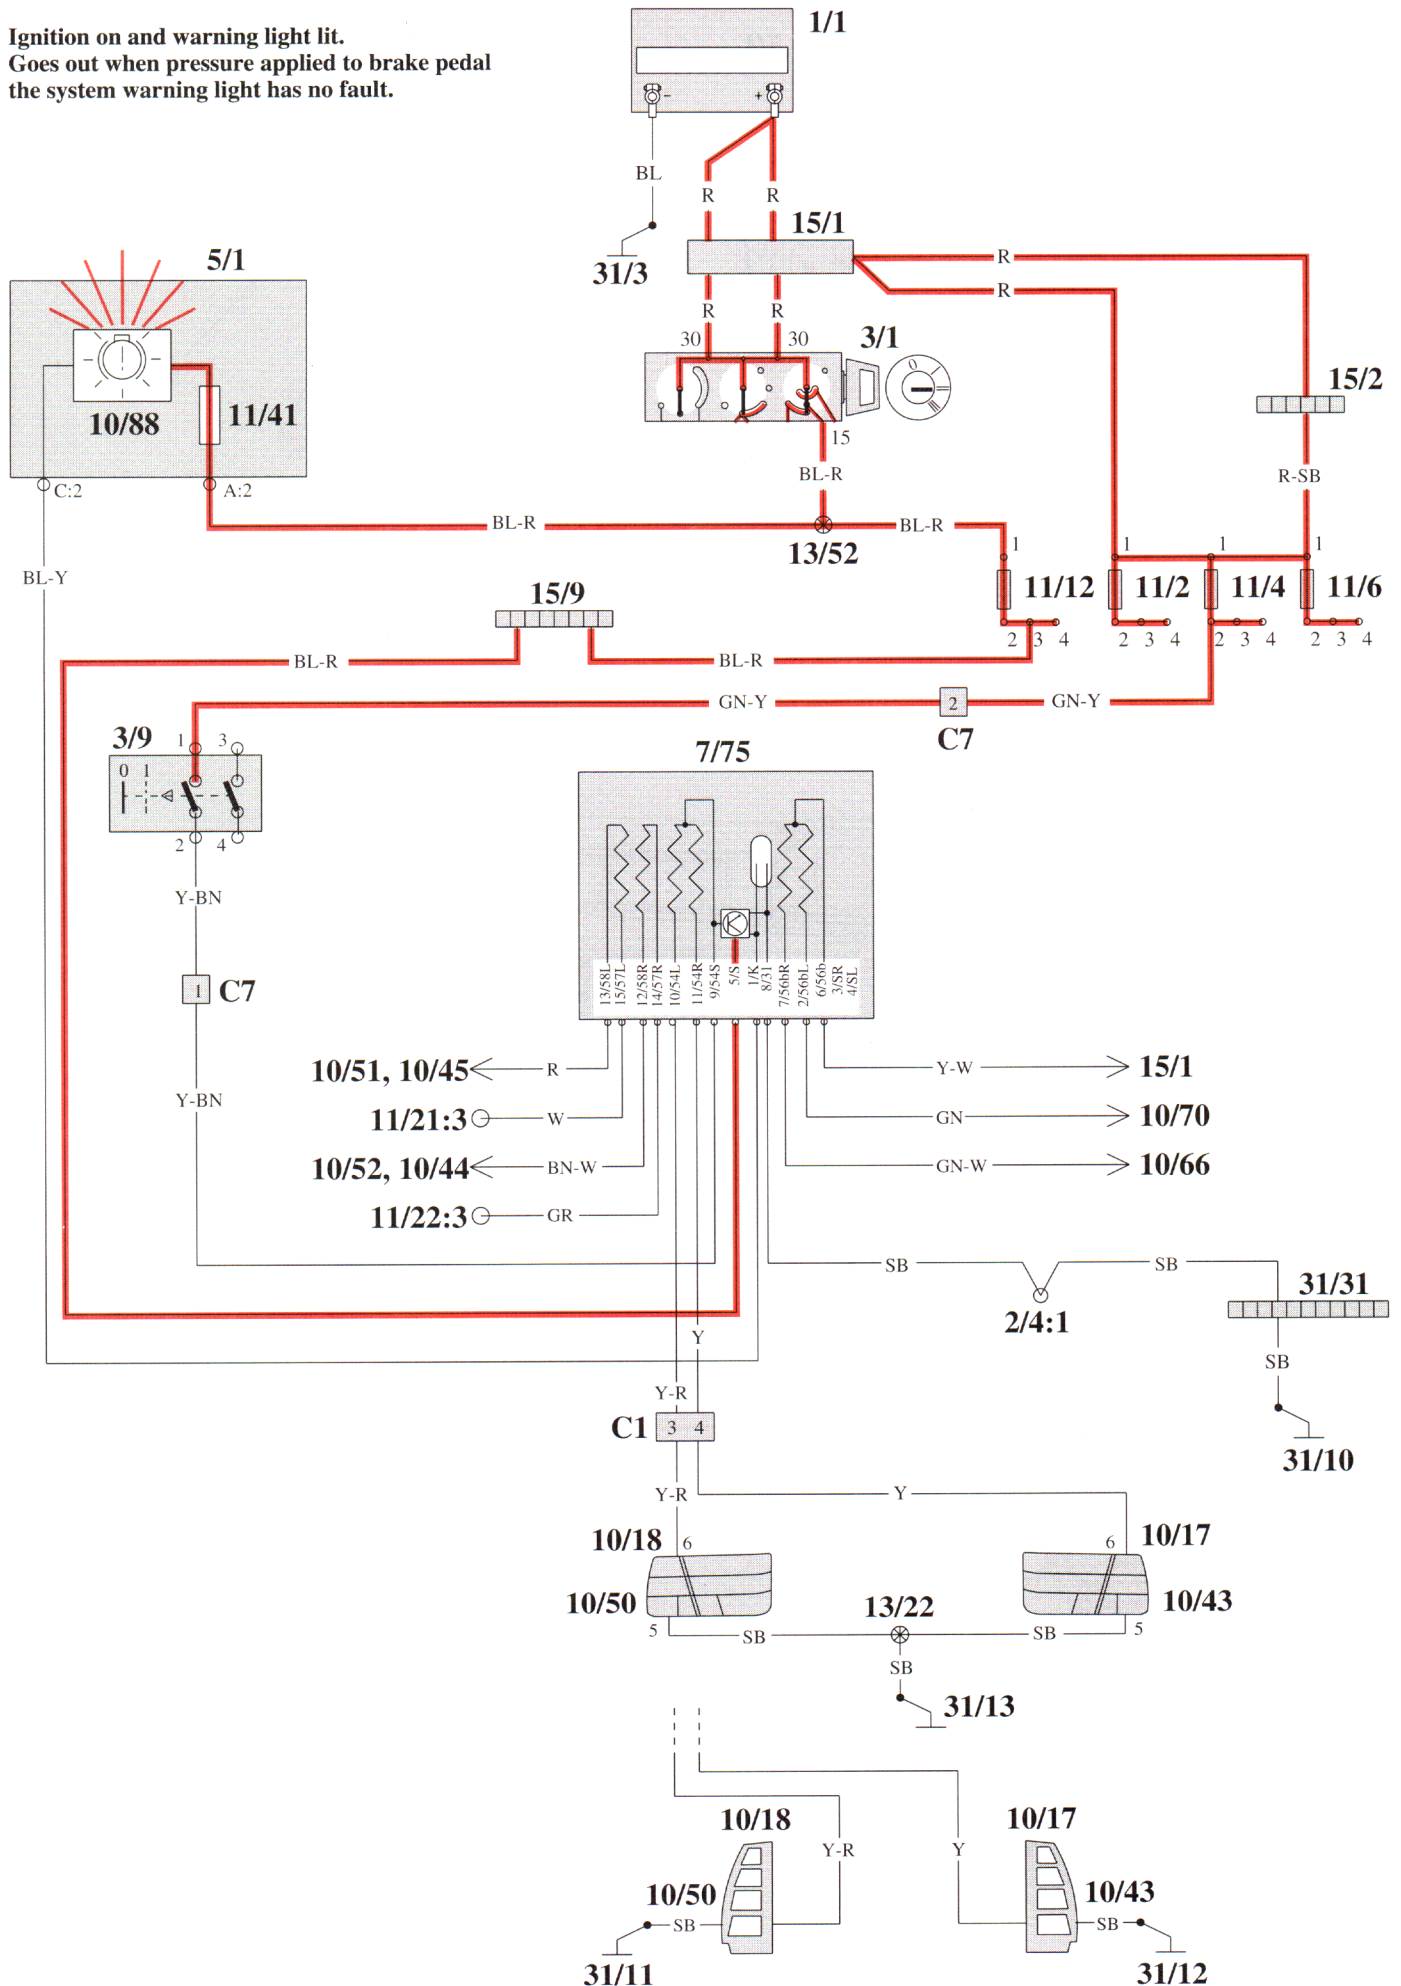 Ignition on and warning light lit.
Goes out when pressure applied to brake pedal
the system warning light has no fault.
1/1
- +
BL
R R
15/1
31/3
R
R
R R
30 30
3/1
0
I
II
III
15
BL-R
15/2
R-SB
5/1
10/88
11/41
C:2 A:2
BL-R
BL-R
13/52
BL-Y
1 1 1 1
11/12 11/2 11/4 11/6
2 3 4 2 3 4 2 3 4 2 3 4
15/9
BL-R
BL-R
GN-Y
2
GN-Y
C7
3/9
1 3
0 1
2 4
Y-BN
1
C7
Y-BN
7/75
13/58L
15/57L
12/58R
14/57R
10/54L
11/54R
9/54S
5/S
1/K
8/31
7/56bR
2/56bL
6/56b
3/SR
4/SL
10/51, 10/45
R
11/21:3
W
10/52, 10/44
BN-W
11/22:3
GR
Y-W
15/1
GN
10/70
GN-W
10/66
SB
SB
2/4:1
31/31
SB
31/10
Y
Y-R
C1
3 4
Y-R
Y
10/18
6
10/50
5
6
10/17
10/43
5
SB
13/22
SB
SB
31/13
10/18
Y-R
10/50
SB
31/11
Y
10/17
10/43
SB
31/12